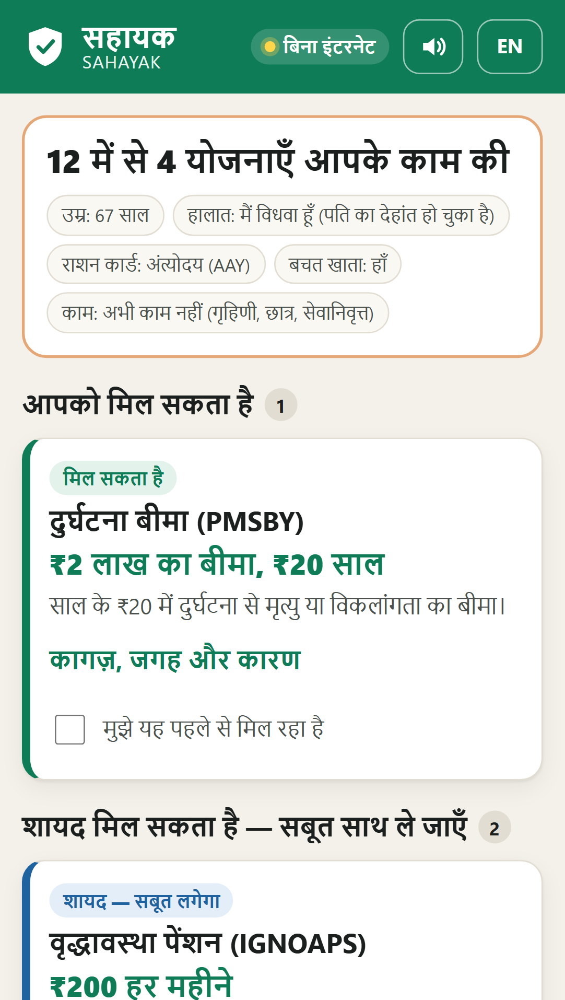 सहायक
SAHAYAK
बिना इंटरनेट
EN
12 में से 4 योजनाएँ आपके काम की
उम्र: 67 साल
हालात: मैं विधवा हूँ (पति का देहांत हो चुका है)
राशन कार्ड: अंत्योदय (AAY)
बचत खाता: हाँ
काम: अभी काम नहीं (गृहिणी, छात्र, सेवानिवृत्त)
आपको मिल सकता है 1
मिल सकता है
दुर्घटना बीमा (PMSBY)
₹2 लाख का बीमा, ₹20 साल
साल के ₹20 में दुर्घटना से मृत्यु या विकलांगता का बीमा।
कागज़, जगह और कारण
मुझे यह पहले से मिल रहा है
शायद मिल सकता है — सबूत साथ ले जाएँ 2
शायद — सबूत लगेगा
वृद्धावस्था पेंशन (IGNOAPS)
₹200 हर महीने